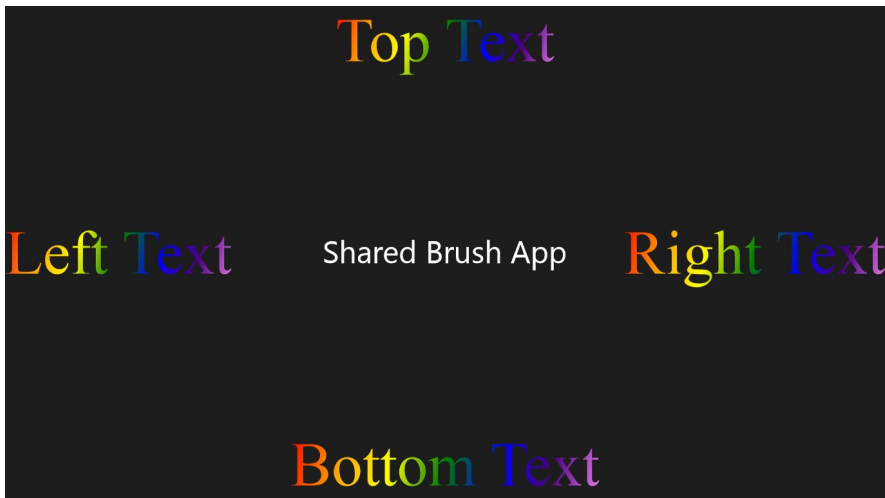 Top Text
Left Text
Shared Brush App
Right Text
Bottom Text